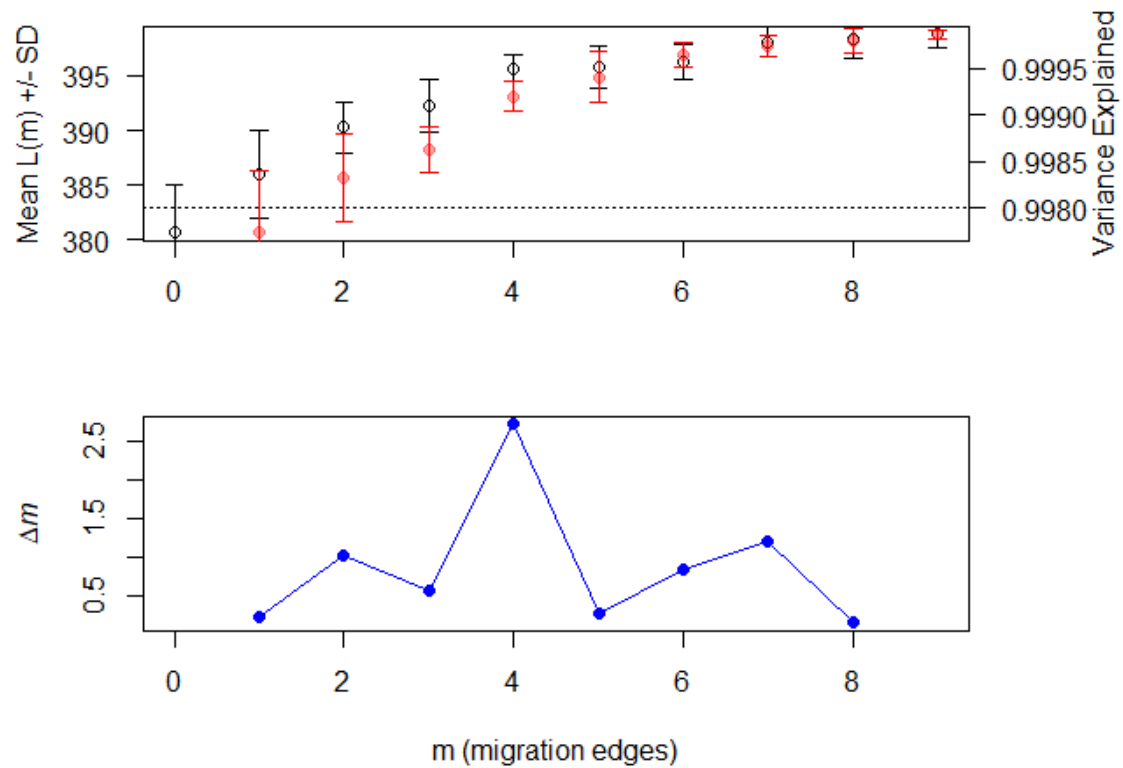 Mean L(m) +/- SD
395
390
385
380
0.9995
0.9990
0.9985
0.9980
Variance Explained
0 2 4 6 8
Δm
2.5
1.5
0.5
0 2 4 6 8
m (migration edges)